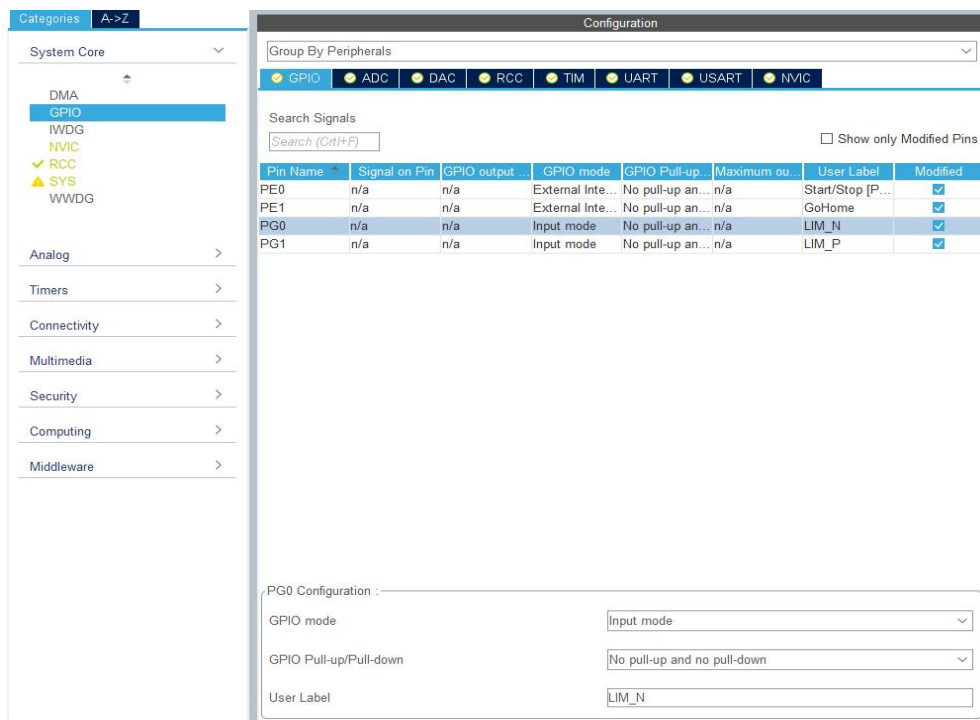 Categories A->Z
System Core
DMA
GPIO
IWDG
NVIC
RCC
SYS
WWDG
Analog
Timers
Connectivity
Multimedia
Security
Computing
Middleware
Configuration
Group By Peripherals
GPIO ADC DAC RCC TIM UART USART NVIC
Search Signals
Search (CrtI+F) Show only Modified Pins
Pin Name Signal on Pin GPIO output ... GPIO mode GPIO Pull-up... Maximum ou... User Label Modified
PE0 n/a n/a External Inte... No pull-up an... n/a Start/Stop [P...
PE1 n/a n/a External Inte... No pull-up an... n/a GoHome
PG0 n/a n/a Input mode No pull-up an... n/a LIM_N
PG1 n/a n/a Input mode No pull-up an... n/a LIM_P
PG0 Configuration :
GPIO mode Input mode
GPIO Pull-up/Pull-down No pull-up and no pull-down
User Label LIM_N